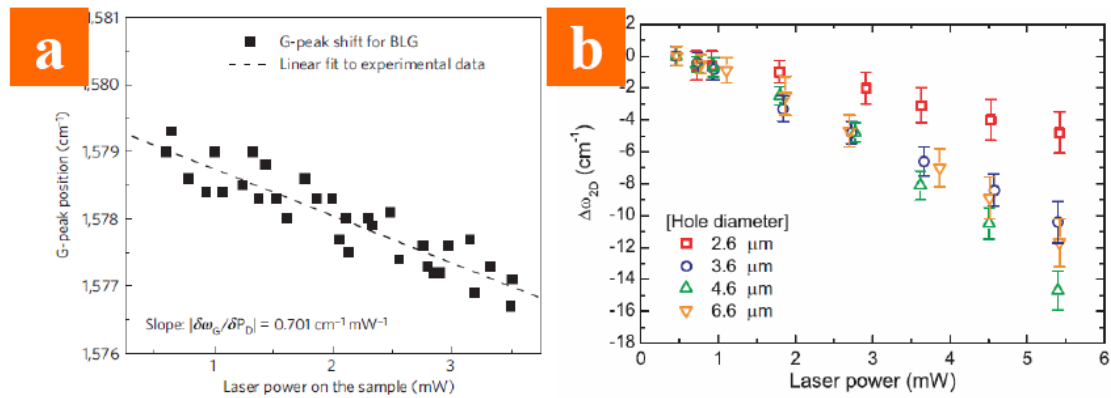 a
1,581
1,580
1,579
1,578
1,577
1,576
G-peak position (cm⁻¹)
G-peak shift for BLG
Linear fit to experimental data
Slope: |δω_G/δP_D| = 0.701 cm⁻¹ mW⁻¹
1 2 3
Laser power on the sample (mW)
b
0
-2
-4
-6
-8
-10
-12
-14
-16
-18
Δω_2D (cm⁻¹)
[Hole diameter]
2.6 μm
3.6 μm
4.6 μm
6.6 μm
0 1 2 3 4 5 6
Laser power (mW)